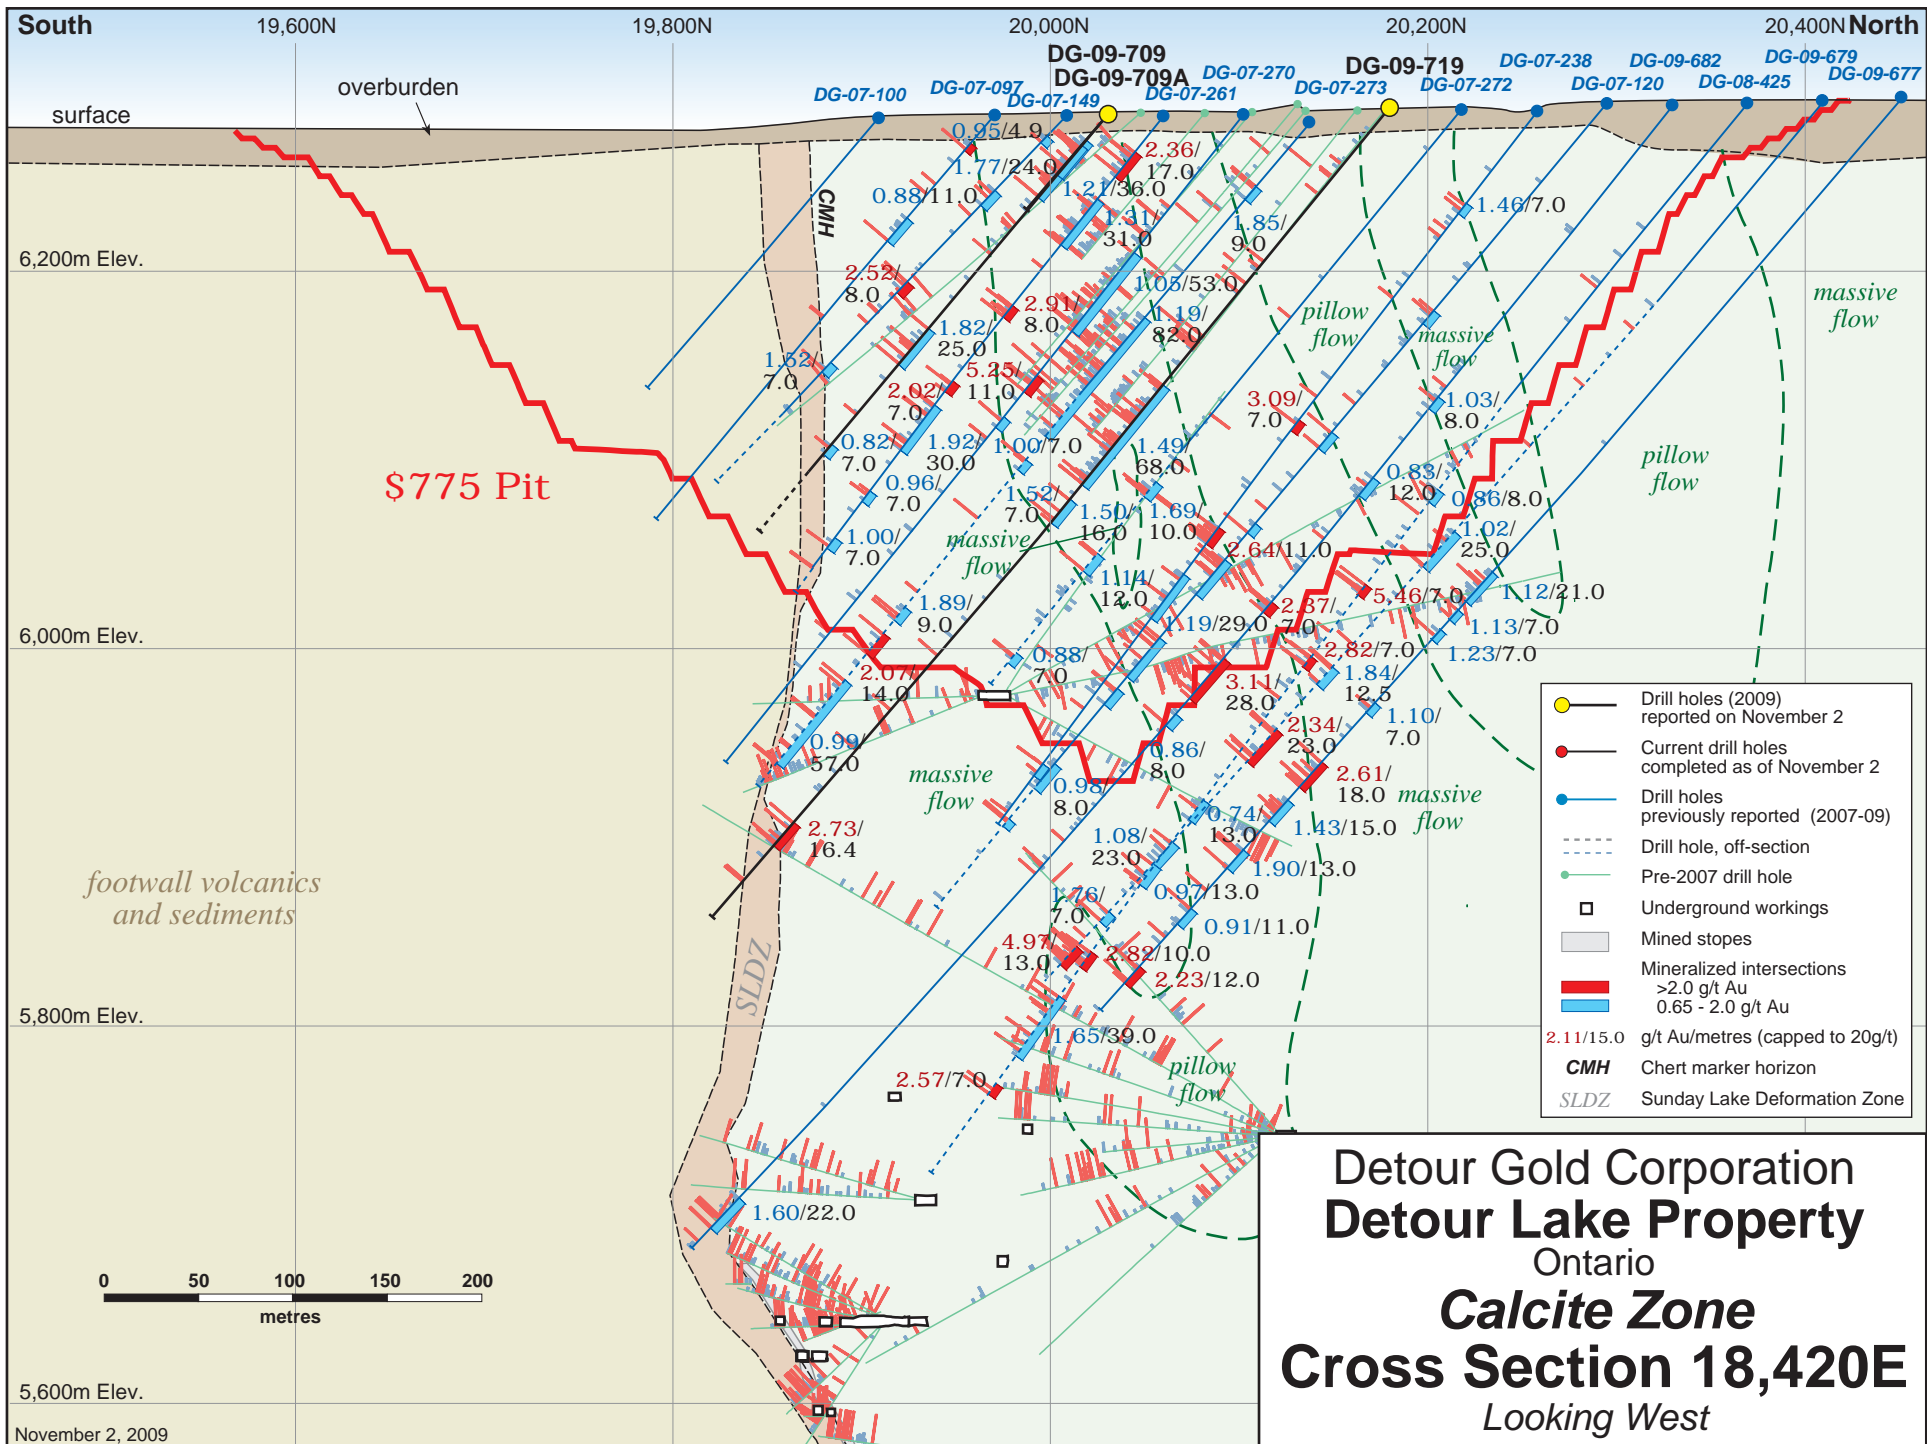 South
19,600N
19,800N
20,000N
20,200N
20,400N
North
DG-09-709
DG-09-709A
DG-09-719
DG-07-100
DG-07-097
DG-07-149
DG-07-261
DG-07-270
DG-07-273
DG-07-272
DG-07-238
DG-07-120
DG-09-682
DG-08-425
DG-09-679
DG-09-677
overburden
surface
CMH
0.95/4.9
1.77/24.0
0.88/11.0
2.36/
17.0
1.21/36.0
1.31/
31.0
1.85/
9.0
1.46/7.0
6,200m Elev.
2.52/
8.0
2.91/
8.0
1.05/53.0
1.19/
82.0
1.82/
25.0
1.52/
7.0
5.25/
11.0
2.02/
7.0
pillow
flow
massive
flow
massive
flow
3.09/
7.0
1.03/
8.0
0.82/
7.0
1.92/
30.0
1.00/7.0
1.49/
68.0
pillow
flow
$775 Pit
0.96/
7.0
1.52/
7.0
1.50/
16.0
1.69/
10.0
0.83/
12.0
0.86/8.0
1.00/
7.0
massive
flow
2.64/11.0
1.02/
25.0
1.14/
12.0
1.89/
9.0
1.19/29.0
2.37/
7.0
5.46/7.0
1.12/21.0
1.13/7.0
6,000m Elev.
0.88/
7.0
2.82/7.0
1.23/7.0
2.07/
14.0
3.11/
28.0
1.84/
12.5
1.10/
7.0
0.99/
57.0
2.34/
23.0
0.86/
8.0
massive
flow
0.98/
8.0
2.61/
18.0
massive
flow
2.73/
16.4
1.08/
23.0
0.74/
13.0
1.43/15.0
1.90/13.0
footwall volcanics
and sediments
1.76/
7.0
0.97/13.0
0.91/11.0
4.97/
13.0
2.82/10.0
2.23/12.0
SLDZ
5,800m Elev.
1.65/39.0
pillow
flow
2.57/7.0
1.60/22.0
0 50 100 150 200
metres
5,600m Elev.
November 2, 2009
Drill holes (2009)
reported on November 2
Current drill holes
completed as of November 2
Drill holes
previously reported (2007-09)
Drill hole, off-section
Pre-2007 drill hole
Underground workings
Mined stopes
Mineralized intersections
>2.0 g/t Au
0.65 - 2.0 g/t Au
2.11/15.0 g/t Au/metres (capped to 20g/t)
CMH Chert marker horizon
SLDZ Sunday Lake Deformation Zone
Detour Gold Corporation
Detour Lake Property
Ontario
Calcite Zone
Cross Section 18,420E
Looking West